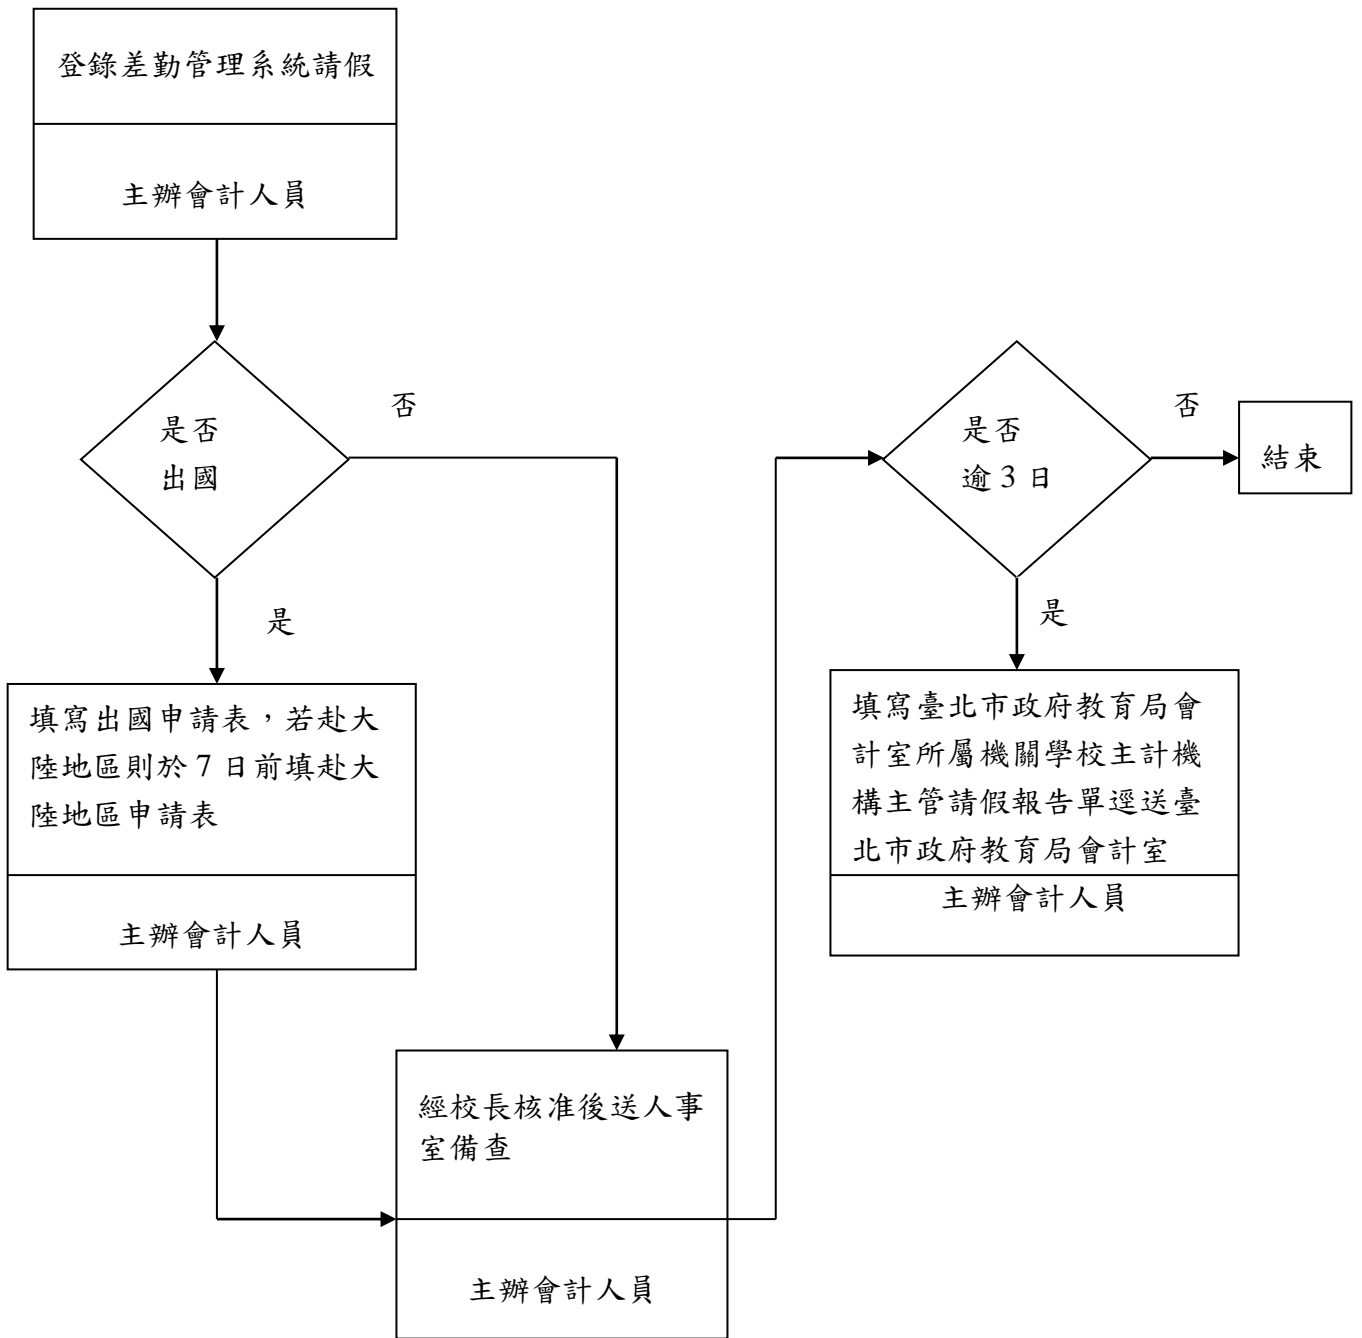 登錄差勤管理系統請假
主辦會計人員
是否
出國
否
是
填寫出國申請表，若赴大
陸地區則於7日前填赴大
陸地區申請表
主辦會計人員
經校長核准後送人事
室備查
主辦會計人員
是否
逾3日
否
結束
是
填寫臺北市政府教育局會
計室所屬機關學校主計機
構主管請假報告單逕送臺
北市政府教育局會計室
主辦會計人員